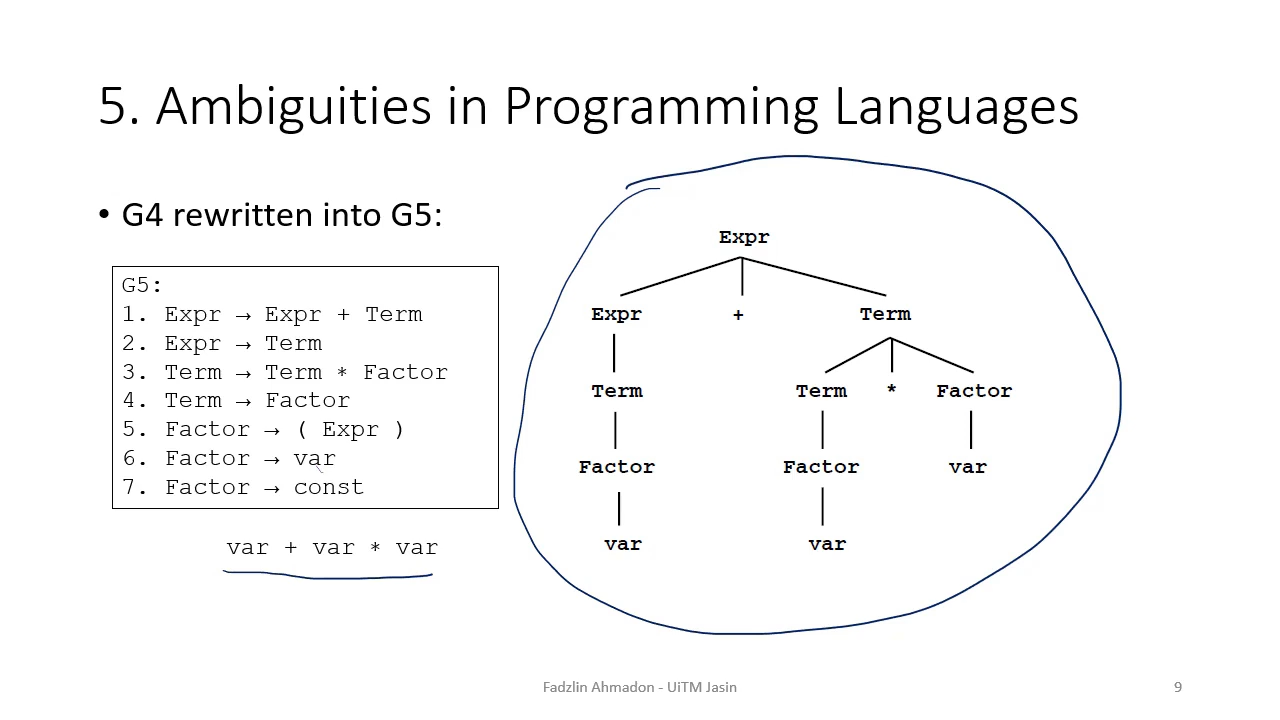 5. Ambiguities in Programming Languages
• G4 rewritten into G5:
G5:
1. Expr → Expr + Term
2. Expr → Term
3. Term → Term * Factor
4. Term → Factor
5. Factor → ( Expr )
6. Factor → var
7. Factor → const
var + var * var
Expr
Expr + Term
Term Term * Factor
Factor Factor var
var var
Fadzlin Ahmadon - UiTM Jasin 9